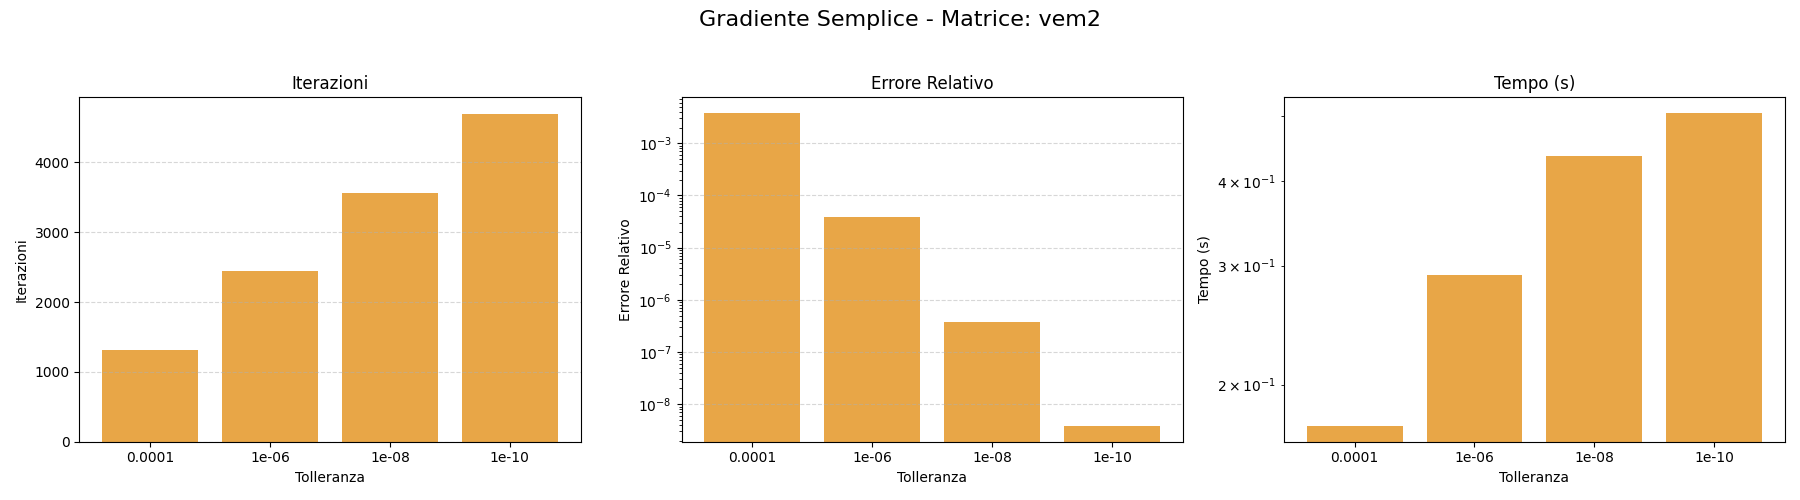 Gradiente Semplice - Matrice: vem2
Iterazioni
Iterazioni
4000
3000
2000
1000
0
0.0001 1e-06 1e-08 1e-10
Tolleranza
Errore Relativo
Errore Relativo
10⁻³
10⁻⁴
10⁻⁵
10⁻⁶
10⁻⁷
10⁻⁸
0.0001 1e-06 1e-08 1e-10
Tolleranza
Tempo (s)
Tempo (s)
4 × 10⁻¹
3 × 10⁻¹
2 × 10⁻¹
0.0001 1e-06 1e-08 1e-10
Tolleranza